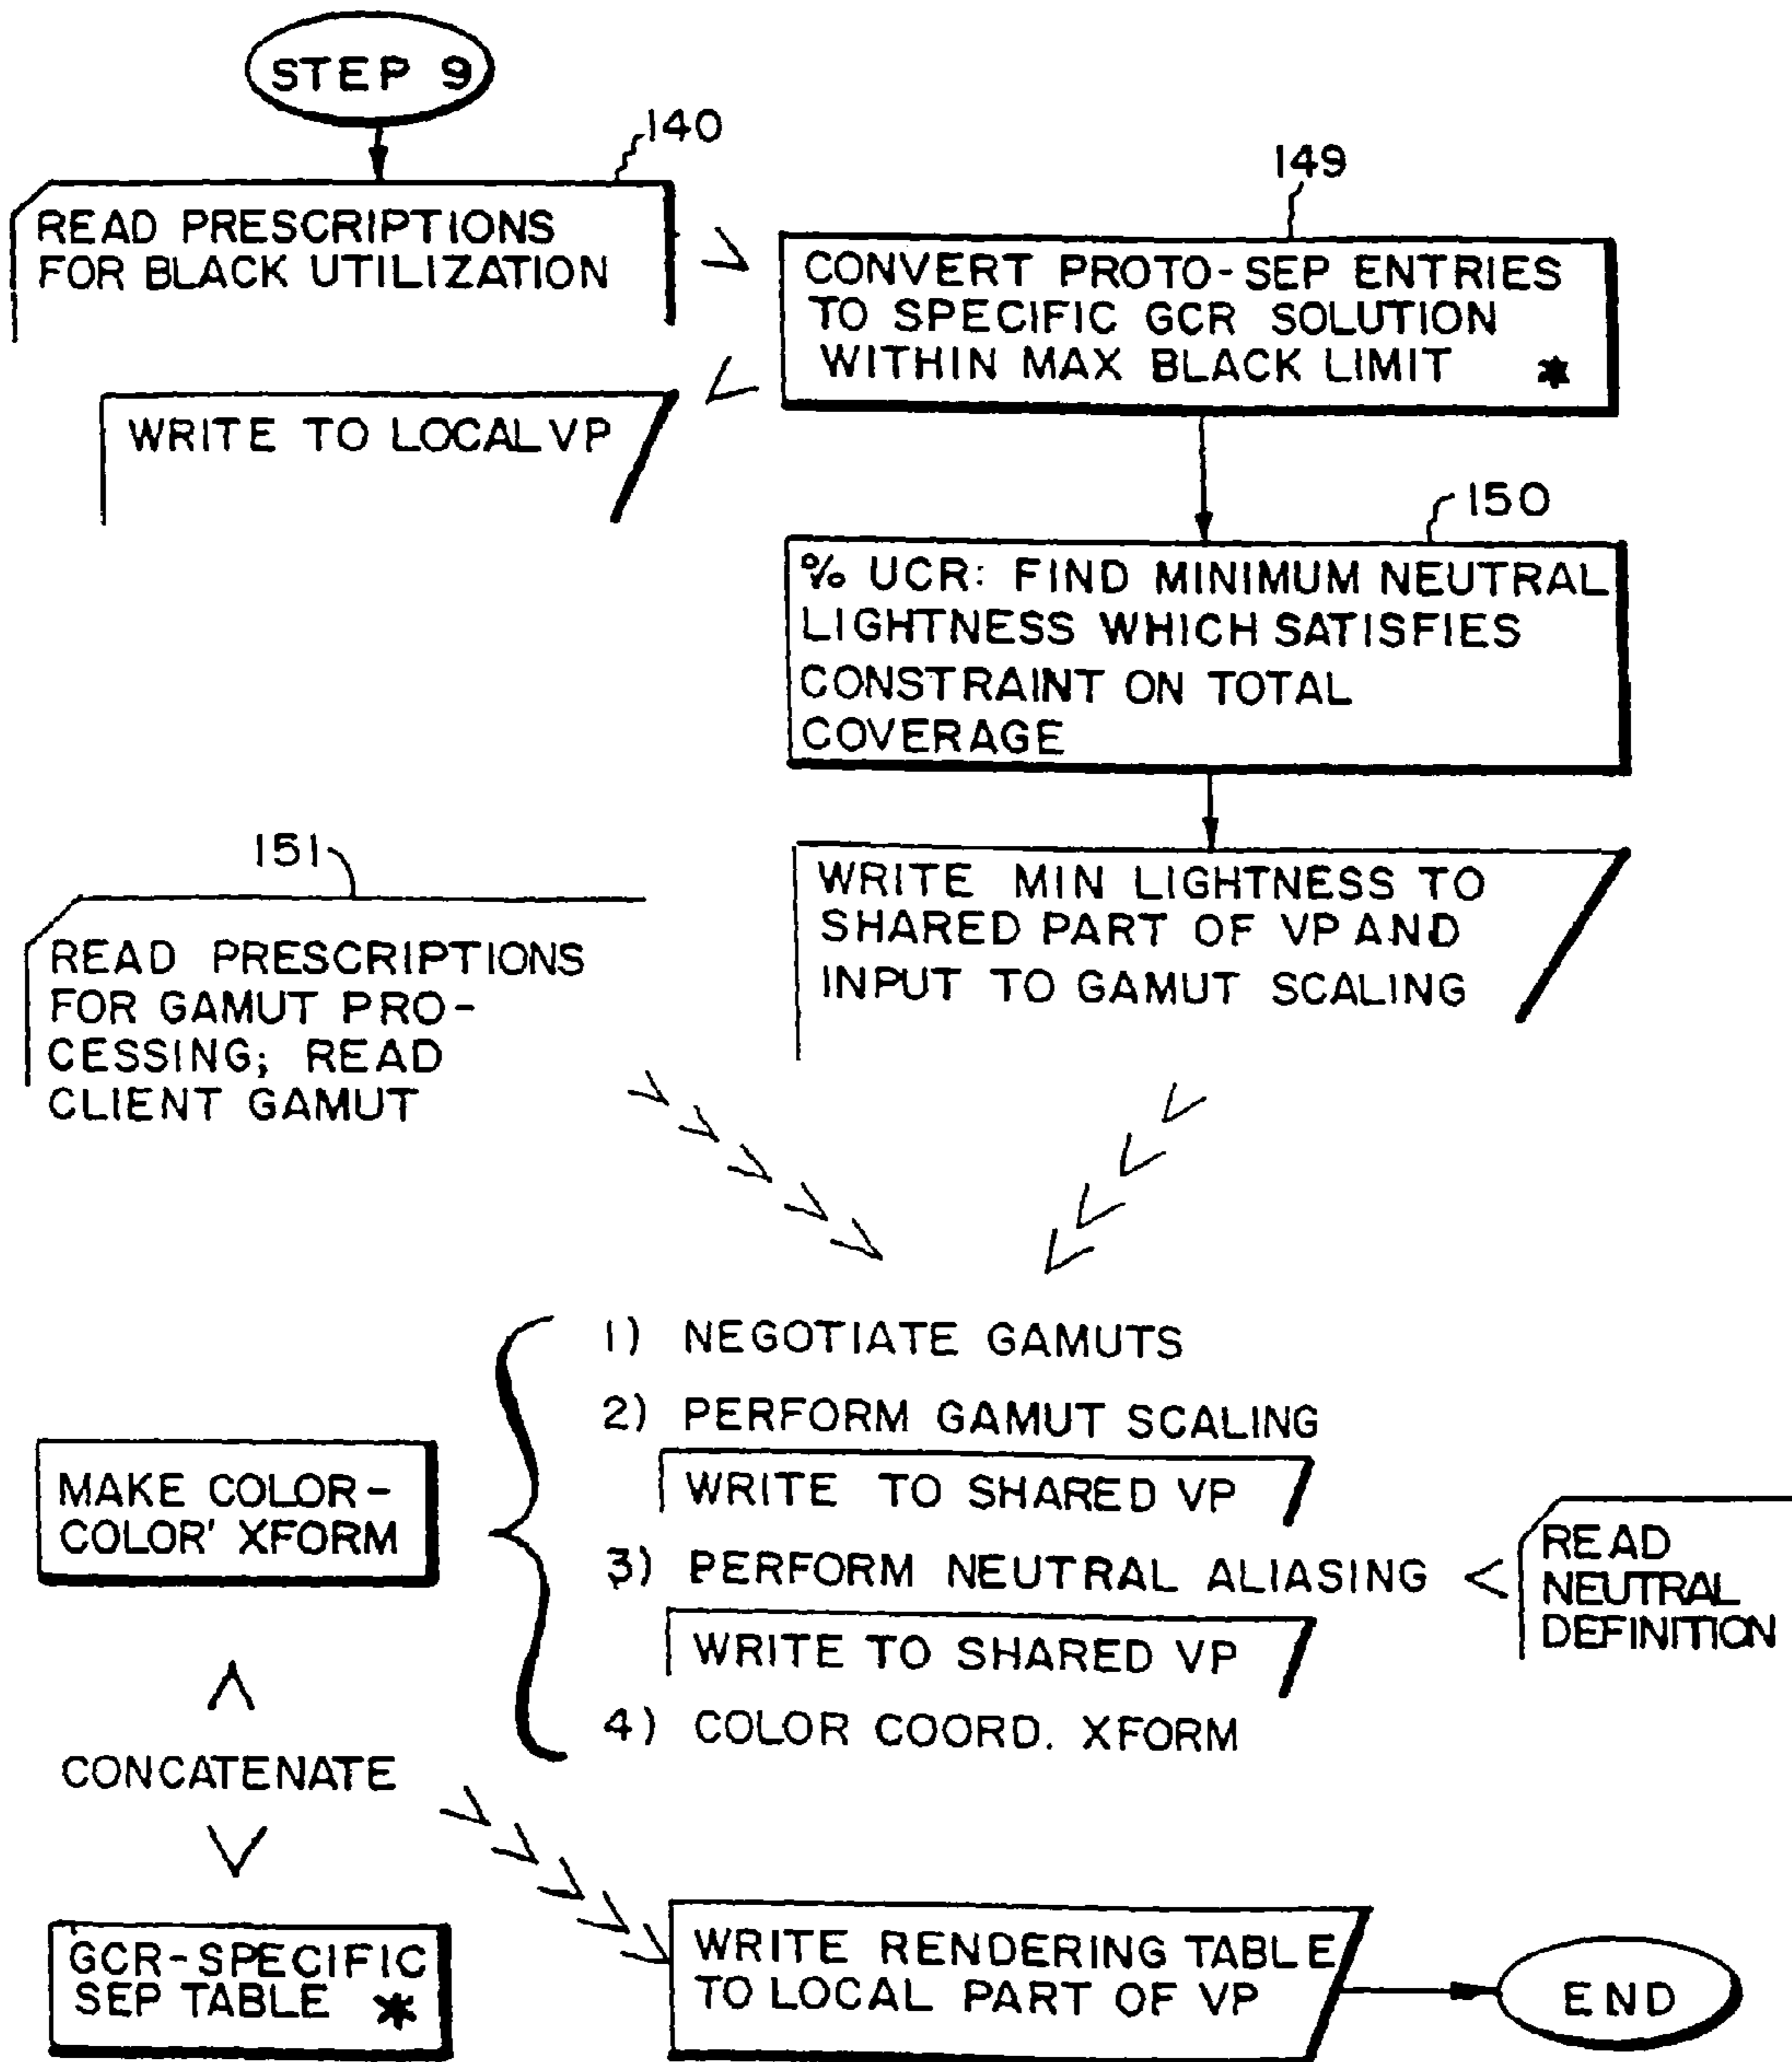 STEP 9
140
READ PRESCRIPTIONS
FOR BLACK UTILIZATION
149
CONVERT PROTO-SEP ENTRIES
TO SPECIFIC GCR SOLUTION
WITHIN MAX BLACK LIMIT *
WRITE TO LOCAL VP
150
% UCR: FIND MINIMUM NEUTRAL
LIGHTNESS WHICH SATISFIES
CONSTRAINT ON TOTAL
COVERAGE
151
READ PRESCRIPTIONS
FOR GAMUT PRO-
CESSING; READ
CLIENT GAMUT
WRITE MIN LIGHTNESS TO
SHARED PART OF VP AND
INPUT TO GAMUT SCALING
1) NEGOTIATE GAMUTS
2) PERFORM GAMUT SCALING
WRITE TO SHARED VP
3) PERFORM NEUTRAL ALIASING
READ
NEUTRAL
DEFINITION
WRITE TO SHARED VP
4) COLOR COORD. XFORM
MAKE COLOR-
COLOR' XFORM
CONCATENATE
GCR-SPECIFIC
SEP TABLE *
WRITE RENDERING TABLE
TO LOCAL PART OF VP
END